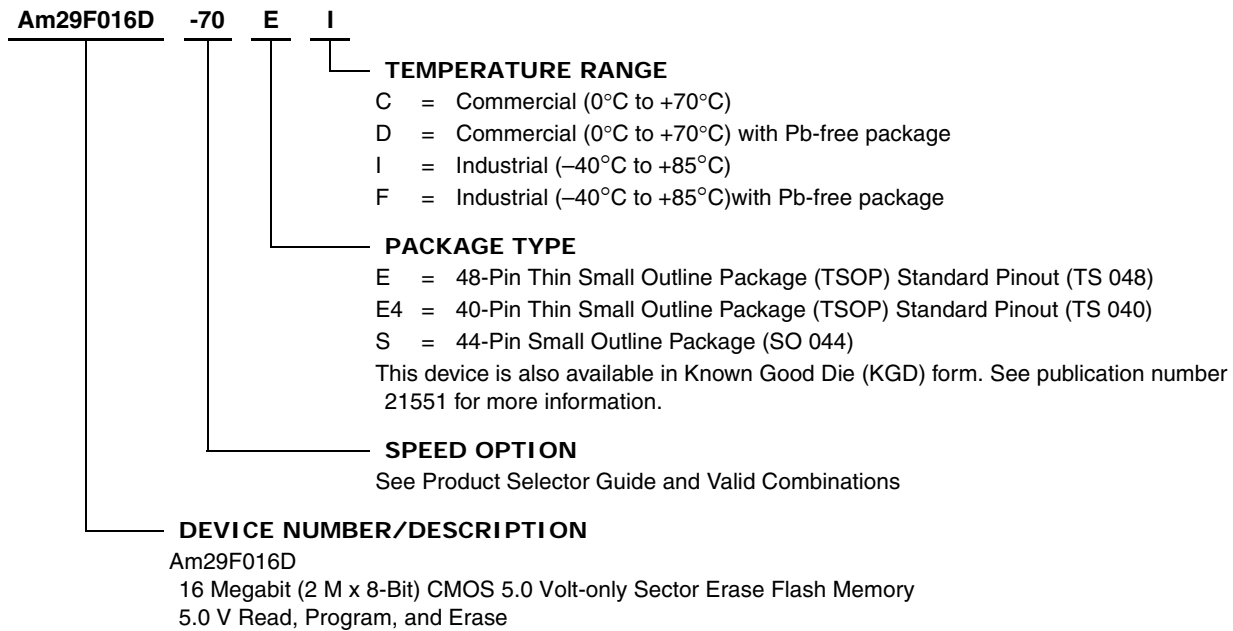 Am29F016D -70 E I
TEMPERATURE RANGE
C = Commercial (0°C to +70°C)
D = Commercial (0°C to +70°C) with Pb-free package
I = Industrial (–40°C to +85°C)
F = Industrial (–40°C to +85°C)with Pb-free package
PACKAGE TYPE
E = 48-Pin Thin Small Outline Package (TSOP) Standard Pinout (TS 048)
E4 = 40-Pin Thin Small Outline Package (TSOP) Standard Pinout (TS 040)
S = 44-Pin Small Outline Package (SO 044)
This device is also available in Known Good Die (KGD) form. See publication number
21551 for more information.
SPEED OPTION
See Product Selector Guide and Valid Combinations
DEVICE NUMBER/DESCRIPTION
Am29F016D
16 Megabit (2 M x 8-Bit) CMOS 5.0 Volt-only Sector Erase Flash Memory
5.0 V Read, Program, and Erase